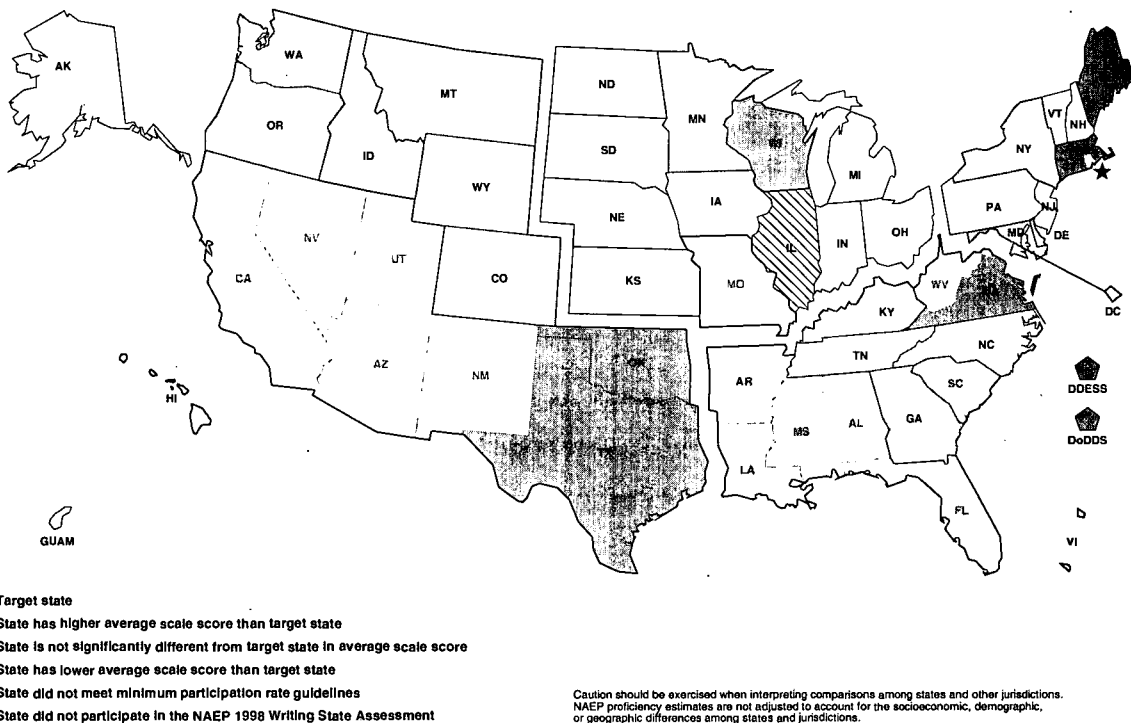 AK
WA
MT
ND
MN
VT
NH
OR
ID
SD
WI
NY
MI
WY
IA
PA
NJ
NE
OH
MD
DE
NV
UT
IL
IN
CA
CO
KS
MO
WV
DC
KY
NC
TN
AZ
NM
OK
AR
SC
DDESS
HI
MS
AL
GA
DoDDS
LA
FL
GUAM
VI
Target state
State has higher average scale score than target state
State is not significantly different from target state in average scale score
State has lower average scale score than target state
State did not meet minimum participation rate guidelines
State did not participate in the NAEP 1998 Writing State Assessment
Caution should be exercised when interpreting comparisons among states and other jurisdictions.
NAEP proficiency estimates are not adjusted to account for the socioeconomic, demographic,
or geographic differences among states and jurisdictions.